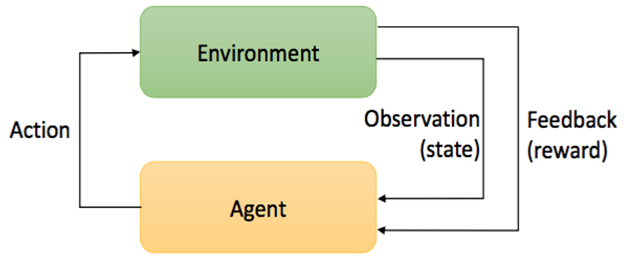 Environment
Action
Observation
(state)
Feedback
(reward)
Agent